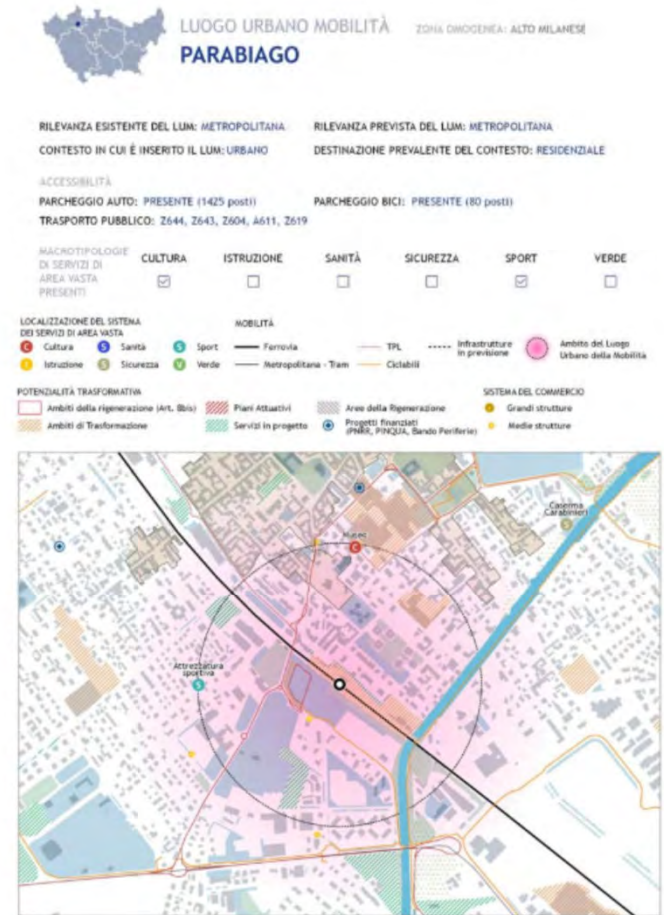 LUOGO URBANO MOBILITÀ ZONA OMOGENEA: ALTO MILANESE
PARABIAGO
RILEVANZA ESISTENTE DEL LUM: METROPOLITANA RILEVANZA PREVISTA DEL LUM: METROPOLITANA
CONTESTO IN CUI È INSERITO IL LUM: URBANO DESTINAZIONE PREVALENTE DEL CONTESTO: RESIDENZIALE
ACCESSIBILITÀ
PARCHEGGIO AUTO: PRESENTE (1425 posti) PARCHEGGIO BICI: PRESENTE (80 posti)
TRASPORTO PUBBLICO: Z644, Z643, Z604, A611, Z619
MACROTIPOLOGIE
DI SERVIZI DI
AREA VASTA
PRESENTI
CULTURA ISTRUZIONE SANITÀ SICUREZZA SPORT VERDE
LOCALIZZAZIONE DEL SISTEMA
DEI SERVIZI DI AREA VASTA
C Cultura S Sanità S Sport
I Istruzione S Sicurezza V Verde
MOBILITÀ
Ferrovia TPL Infrastrutture
in previsione
Ambito del Luogo
Urbano della Mobilità
Metropolitana - Tram Ciclabili
POTENZIALITÀ TRASFORMATIVA
Ambiti della rigenerazione (Art. 8bis) Piani Attuativi Aree della Rigenerazione
Ambiti di Trasformazione Servizi in progetto Progetti finanziati
(PNRR, PINQUA, Bando Periferie)
SISTEMA DEL COMMERCIO
Grandi strutture
Medie strutture
Caserma
Carabinieri
S
Museo
C
Attrezzatura
sportiva
S